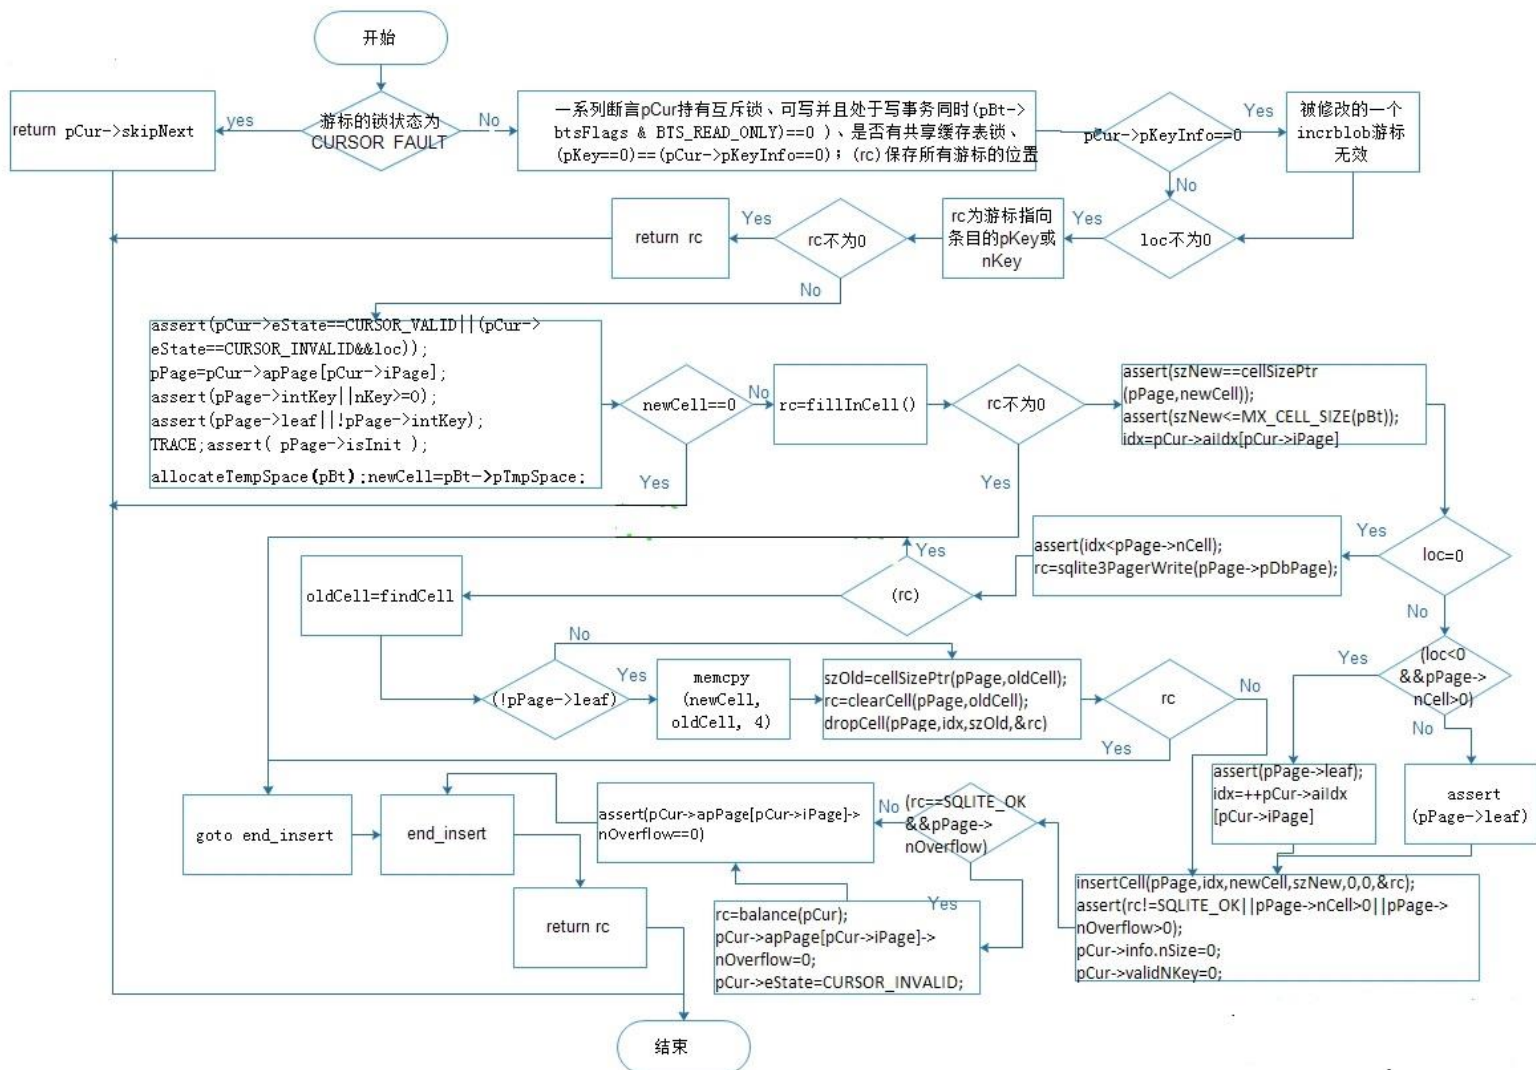 开始
游标的锁状态为
CURSOR FAULT
yes
return pCur->skipNext
No
一系列断言pCur持有互斥锁、可写并且处于写事务同时(pBt->
btsFlags & BTS_READ_ONLY)==0 )、是否有共享缓存表锁、
(pKey==0)==(pCur->pKeyInfo==0)；(rc)保存所有游标的位置
pCur->pKeyInfo==0
Yes
被修改的一个
incrblob游标
无效
No
loc不为0
Yes
rc为游标指向
条目的pKey或
nKey
rc不为0
Yes
return rc
No
assert(pCur->eState==CURSOR_VALID||(pCur->
eState==CURSOR_INVALID&&loc));
pPage=pCur->apPage[pCur->iPage];
assert(pPage->intKey||nKey>=0);
assert(pPage->leaf||!pPage->intKey);
TRACE;assert( pPage->isInit );
allocateTempSpace(pBt);newCell=pBt->pTmpSpace;
newCell==0
No
Yes
rc=fillInCell()
rc不为0
Yes
assert(szNew==cellSizePtr
(pPage,newCell));
assert(szNew<=MX_CELL_SIZE(pBt));
idx=pCur->aiIdx[pCur->iPage]
loc=0
Yes
No
assert(idx<pPage->nCell);
rc=sqlite3PagerWrite(pPage->pDbPage);
(rc)
Yes
oldCell=findCell
(!pPage->leaf)
No
Yes
memcpy
(newCell,
oldCell, 4)
szOld=cellSizePtr(pPage,oldCell);
rc=clearCell(pPage,oldCell);
dropCell(pPage,idx,szOld,&rc)
rc
No
Yes
(loc<0
&&pPage->
nCell>0)
Yes
No
assert(pPage->leaf);
idx=++pCur->aiIdx
[pCur->iPage]
assert
(pPage->leaf)
insertCell(pPage,idx,newCell,szNew,0,0,&rc);
assert(rc!=SQLITE_OK||pPage->nCell>0||pPage->
nOverflow>0);
pCur->info.nSize=0;
pCur->validNKey=0;
(rc==SQLITE_OK
&&pPage->
nOverflow)
No
Yes
assert(pCur->apPage[pCur->iPage]->
nOverflow==0)
rc=balance(pCur);
pCur->apPage[pCur->iPage]->
nOverflow=0;
pCur->eState=CURSOR_INVALID;
goto end_insert
end_insert
return rc
结束